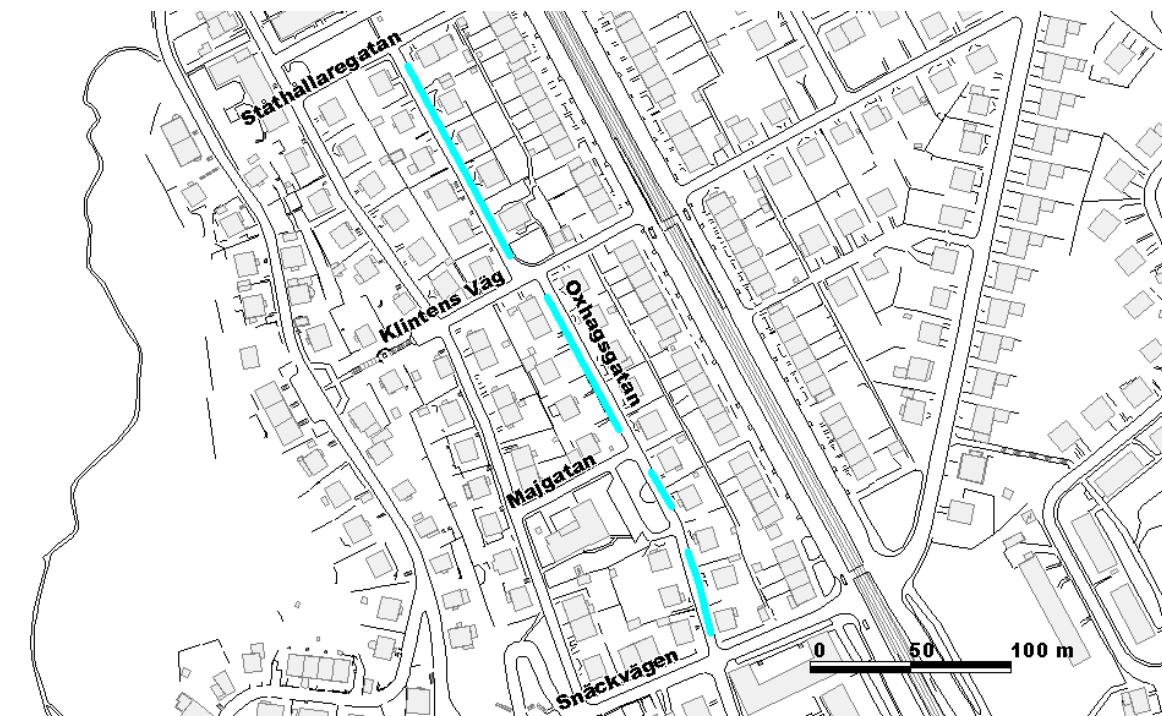 Ståthållaregatan
Klintens Väg
Oxhagsgatan
Majgatan
Snäckvägen
0 50 100 m